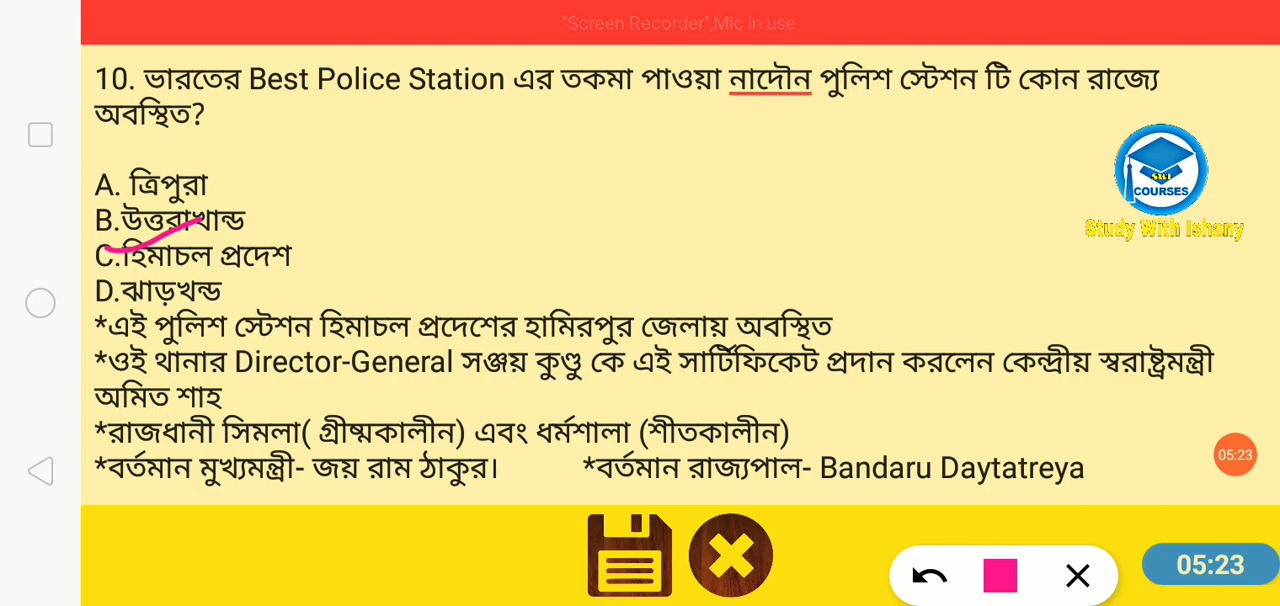 "Screen Recorder",Mic in use
10. ভারতের Best Police Station এর তকমা পাওয়া নাদৌন পুলিশ স্টেশন টি কোন রাজ্যে
অবস্থিত?
A. ত্রিপুরা
B.উত্তরাখান্ড
C.হিমাচল প্রদেশ
D.ঝাড়খন্ড
*এই পুলিশ স্টেশন হিমাচল প্রদেশের হামিরপুর জেলায় অবস্থিত
*ওই থানার Director-General সঞ্জয় কুণ্ডু কে এই সার্টিফিকেট প্রদান করলেন কেন্দ্রীয় স্বরাষ্ট্রমন্ত্রী
অমিত শাহ
*রাজধানী সিমলা( গ্রীষ্মকালীন) এবং ধর্মশালা (শীতকালীন)
*বর্তমান মুখ্যমন্ত্রী- জয় রাম ঠাকুর। *বর্তমান রাজ্যপাল- Bandaru Daytatreya
SWI
COURSES
Study With Ishany
05:23
05:23